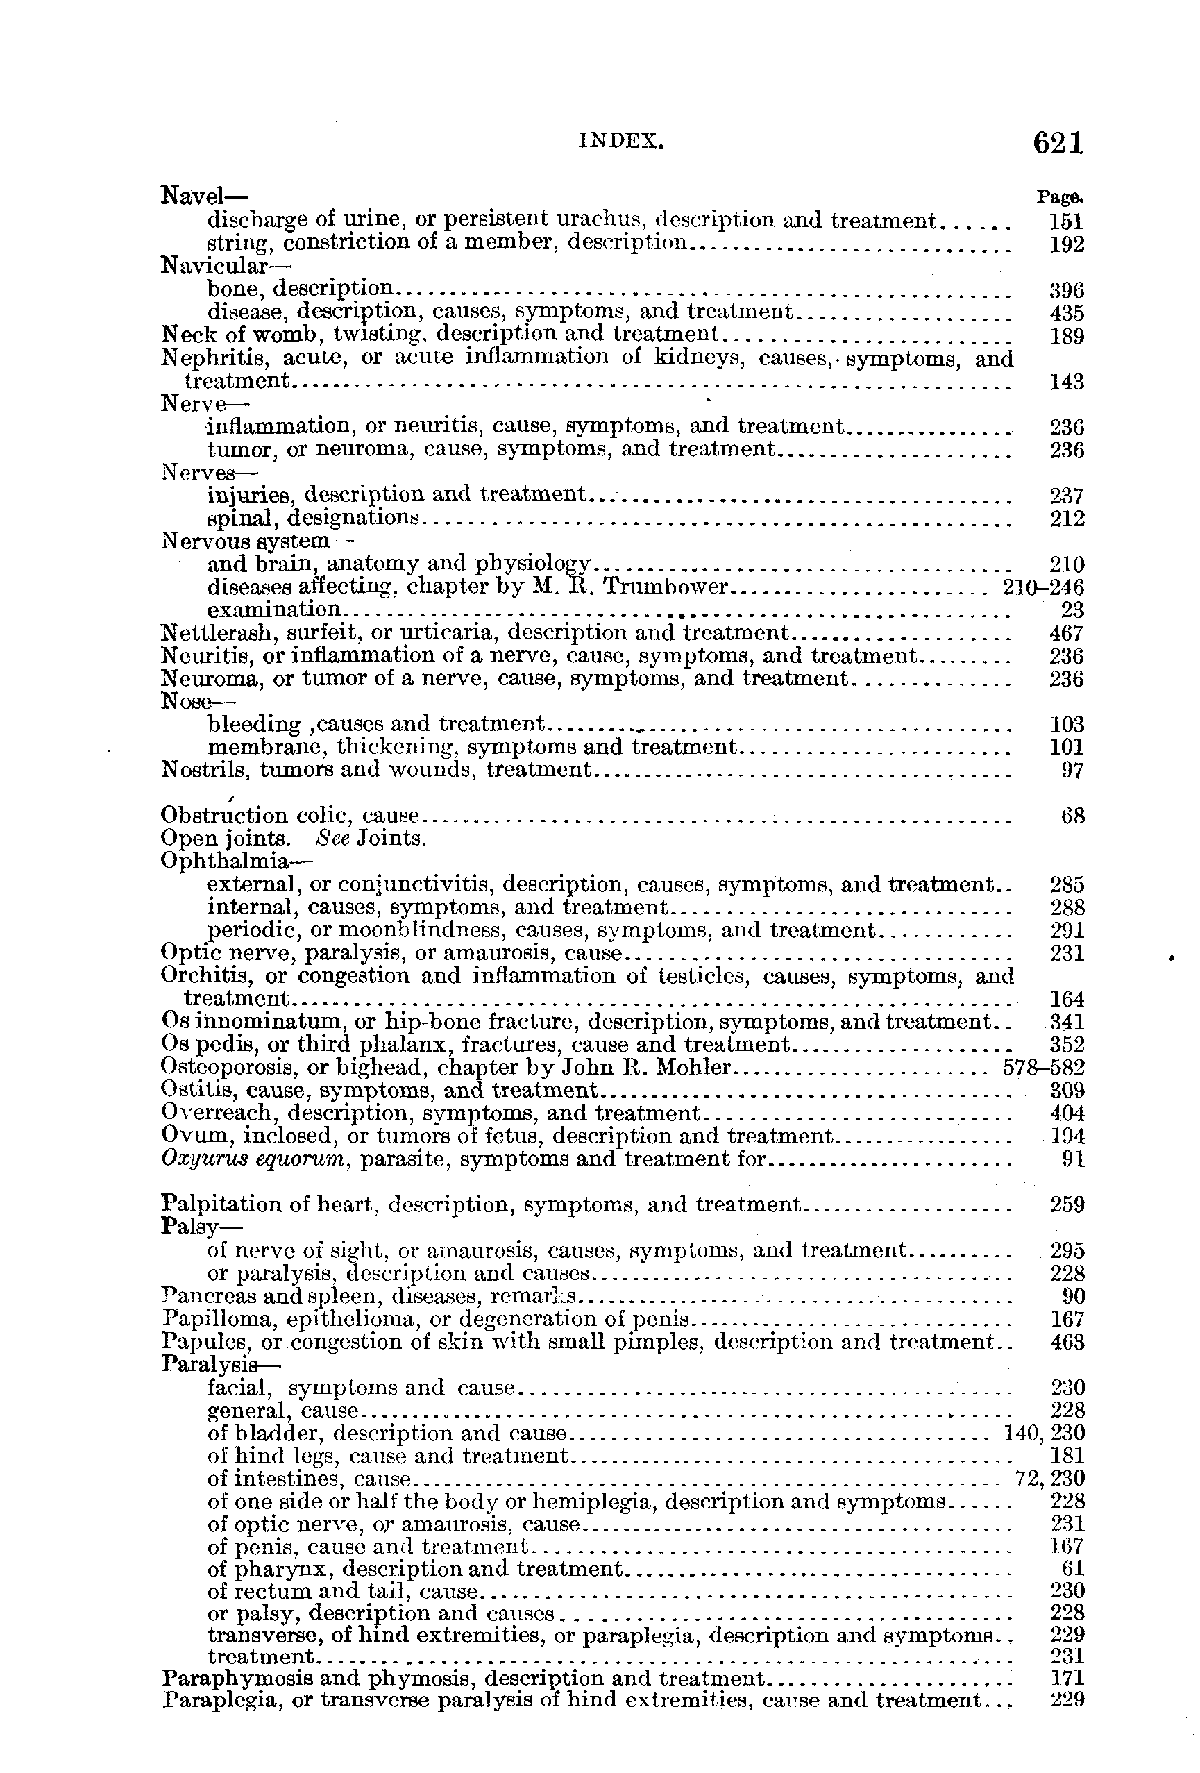 INDEX. 621
Navel— Page.
discharge of urine, or persistent urachus, description and treatment....... 151
string, constriction of a member, description.............................. 192
Navicular—
bone, description.......................................................... 396
disease, description, causes, symptoms, and treatment.................... 435
Neck of womb, twisting, description and treatment......................... 189
Nephritis, acute, or acute inflammation of kidneys, causes, symptoms, and
treatment.................................................................. 143
Nerve—
inflammation, or neuritis, cause, symptoms, and treatment................ 236
tumor, or neuroma, cause, symptoms, and treatment...................... 236
Nerves—
injuries, description and treatment........................................ 237
spinal, designations....................................................... 212
Nervous system—
and brain, anatomy and physiology....................................... 210
diseases affecting, chapter by M. R. Trumbower........................ 210–246
examination............................................................... 23
Nettlerash, surfeit, or urticaria, description and treatment..................... 467
Neuritis, or inflammation of a nerve, cause, symptoms, and treatment......... 236
Neuroma, or tumor of a nerve, cause, symptoms, and treatment.............. 236
Nose—
bleeding ,causes and treatment............................................ 103
membrane, thickening, symptoms and treatment......................... 101
Nostrils, tumors and wounds, treatment...................................... 97
Obstruction colic, cause..................................................... 68
Open joints. See Joints.
Ophthalmia—
external, or conjunctivitis, description, causes, symptoms, and treatment.. 285
internal, causes, symptoms, and treatment................................ 288
periodic, or moonblindness, causes, symptoms, and treatment............. 291
Optic nerve, paralysis, or amaurosis, cause................................... 231
Orchitis, or congestion and inflammation of testicles, causes, symptoms, and
treatment.................................................................. 164
Os innominatum, or hip-bone fracture, description, symptoms, and treatment.. 341
Os pedis, or third phalanx, fractures, cause and treatment..................... 352
Osteoporosis, or bighead, chapter by John R. Mohler........................ 578–582
Ostitis, cause, symptoms, and treatment...................................... 309
Overreach, description, symptoms, and treatment............................ 404
Ovum, inclosed, or tumors of fetus, description and treatment................. 194
Oxyurus equorum, parasite, symptoms and treatment for....................... 91
Palpitation of heart, description, symptoms, and treatment.................... 259
Palsy—
of nerve of sight, or amaurosis, causes, symptoms, and treatment.......... 295
or paralysis, description and causes....................................... 228
Pancreas and spleen, diseases, remarks........................................ 90
Papilloma, epithelioma, or degeneration of penis.............................. 167
Papules, or congestion of skin with small pimples, description and treatment.. 463
Paralysis—
facial, symptoms and cause............................................... 230
general, cause............................................................. 228
of bladder, description and cause...................................... 140, 230
of hind legs, cause and treatment.......................................... 181
of intestines, cause..................................................... 72, 230
of one side or half the body or hemiplegia, description and symptoms...... 228
of optic nerve, or amaurosis, cause........................................ 231
of penis, cause and treatment............................................. 167
of pharynx, description and treatment.................................... 61
of rectum and tail, cause.................................................. 230
or palsy, description and causes.......................................... 228
transverse, of hind extremities, or paraplegia, description and symptoms.. 229
treatment................................................................. 231
Paraphymosis and phymosis, description and treatment....................... 171
Paraplegia, or transverse paralysis of hind extremities, cause and treatment... 229